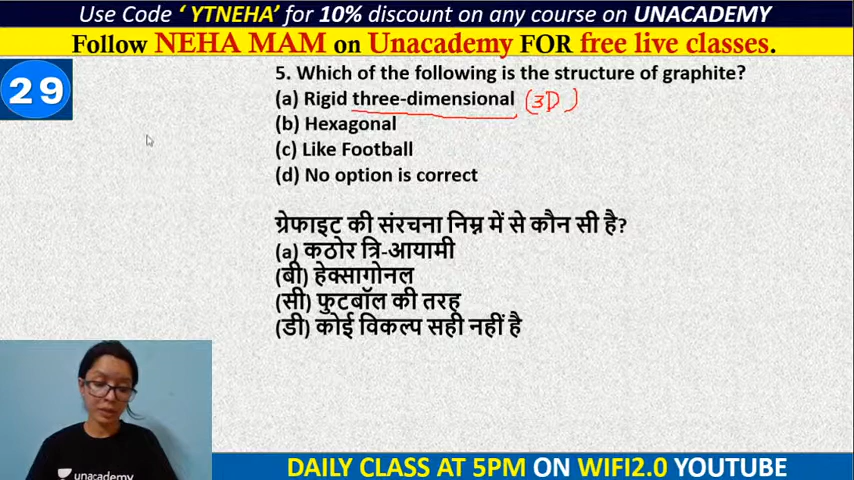 Use Code ‘ YTNEHA’ for 10% discount on any course on UNACADEMY
Follow NEHA MAM on Unacademy FOR free live classes.
29
5. Which of the following is the structure of graphite?
(a) Rigid three-dimensional (3D)
(b) Hexagonal
(c) Like Football
(d) No option is correct
ग्रेफाइट की संरचना निम्न में से कौन सी है?
(a) कठोर त्रि-आयामी
(बी) हेक्सागोनल
(सी) फुटबॉल की तरह
(डी) कोई विकल्प सही नहीं है
unacademy
DAILY CLASS AT 5PM ON WIFI2.0 YOUTUBE